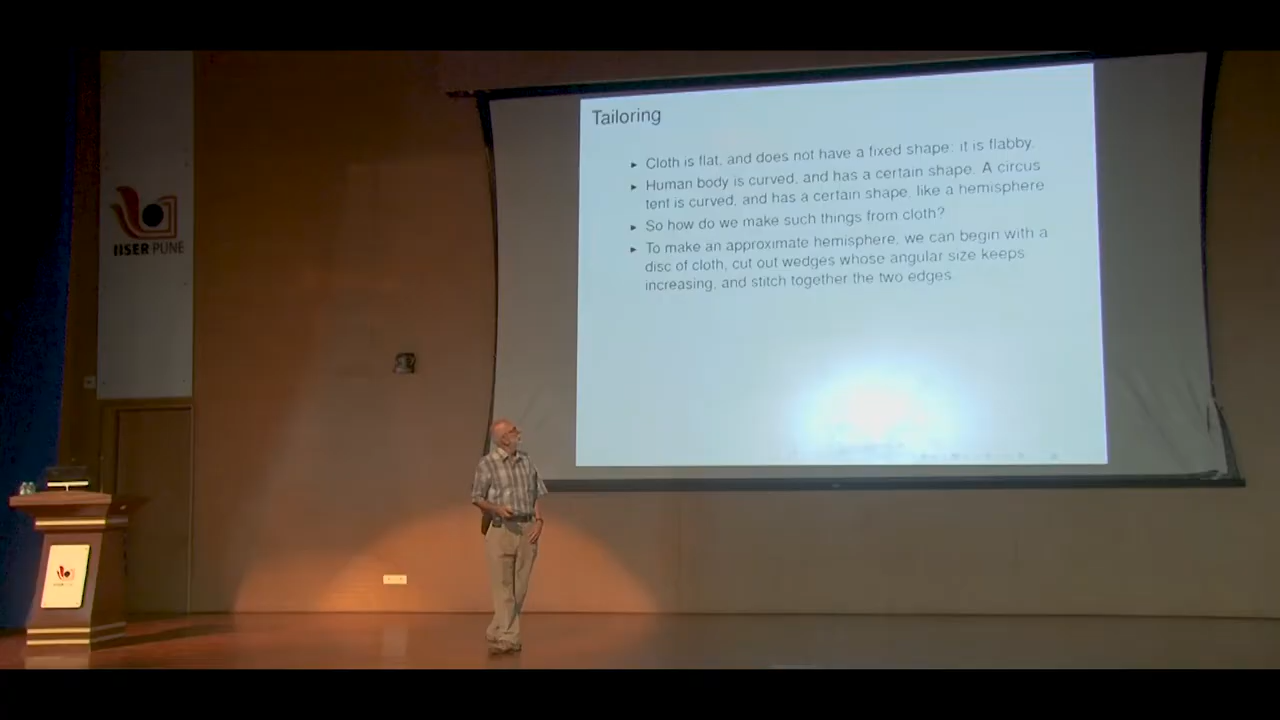 Tailoring
Cloth is flat, and does not have a fixed shape: it is flabby.
Human body is curved, and has a certain shape. A circus
tent is curved, and has a certain shape, like a hemisphere
So how do we make such things from cloth?
To make an approximate hemisphere, we can begin with a
disc of cloth, cut out wedges whose angular size keeps
increasing, and stitch together the two edges.
IISER PUNE